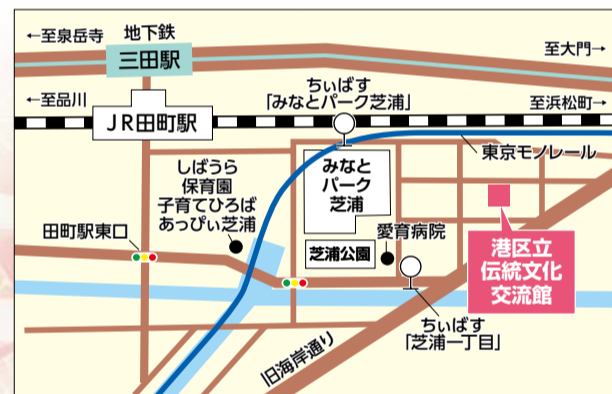 ←至泉岳寺
地下鉄
三田駅
至大門→
←至品川
JR田町駅
ちぃばす
「みなとパーク芝浦」
至浜松町→
東京モノレール
しばうら
保育園
子育てひろば
あっぴぃ芝浦
みなと
パーク
芝浦
田町駅東口
芝浦公園
愛育病院
港区立
伝統文化
交流館
ちぃばす
「芝浦一丁目」
旧海岸通り